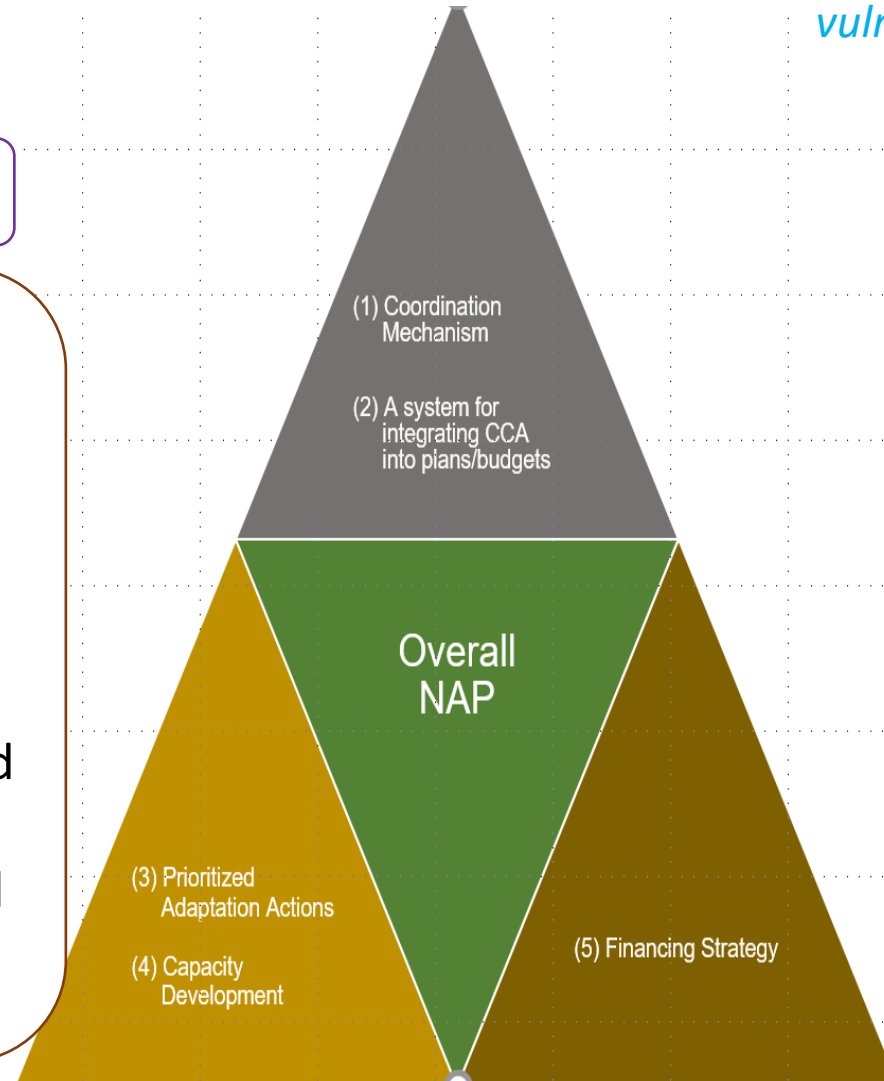 vuln
(1) Coordination
Mechanism
(2) A system for
integrating CCA
into plans/budgets
Overall
NAP
d
(3) Prioritized
Adaptation Actions
(4) Capacity
Development
(5) Financing Strategy